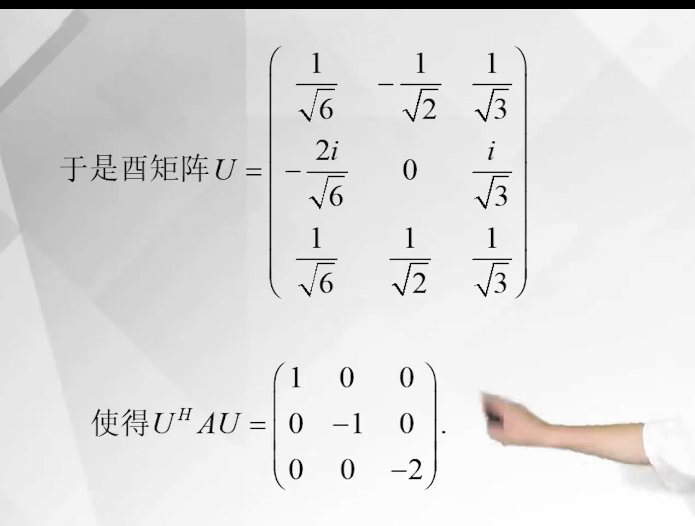 于是酉矩阵 U = \begin{pmatrix} \frac{1}{\sqrt{6}} & -\frac{1}{\sqrt{2}} & \frac{1}{\sqrt{3}} \\ -\frac{2i}{\sqrt{6}} & 0 & \frac{i}{\sqrt{3}} \\ \frac{1}{\sqrt{6}} & \frac{1}{\sqrt{2}} & \frac{1}{\sqrt{3}} \end{pmatrix}
使得 U^H AU = \begin{pmatrix} 1 & 0 & 0 \\ 0 & -1 & 0 \\ 0 & 0 & -2 \end{pmatrix}.